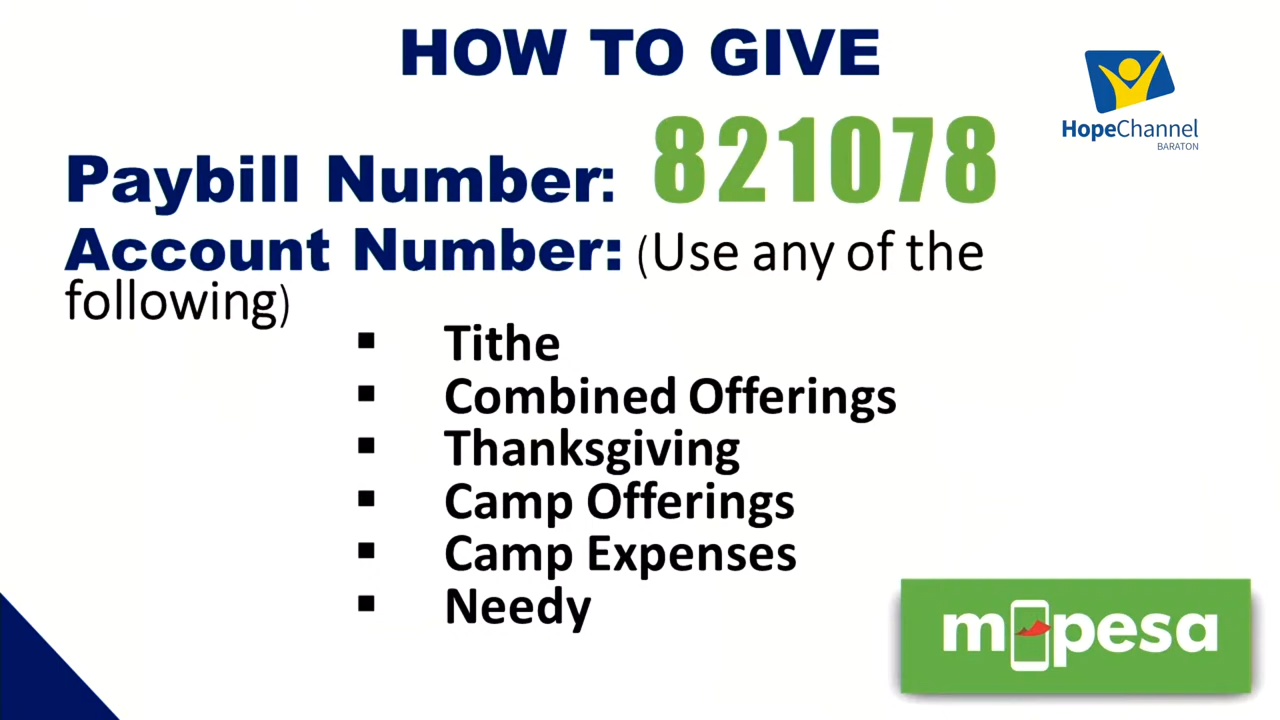 HOW TO GIVE
HopeChannel
BARATON
Paybill Number: 821078
Account Number: (Use any of the
following)
▪ Tithe
▪ Combined Offerings
▪ Thanksgiving
▪ Camp Offerings
▪ Camp Expenses
▪ Needy
m pesa